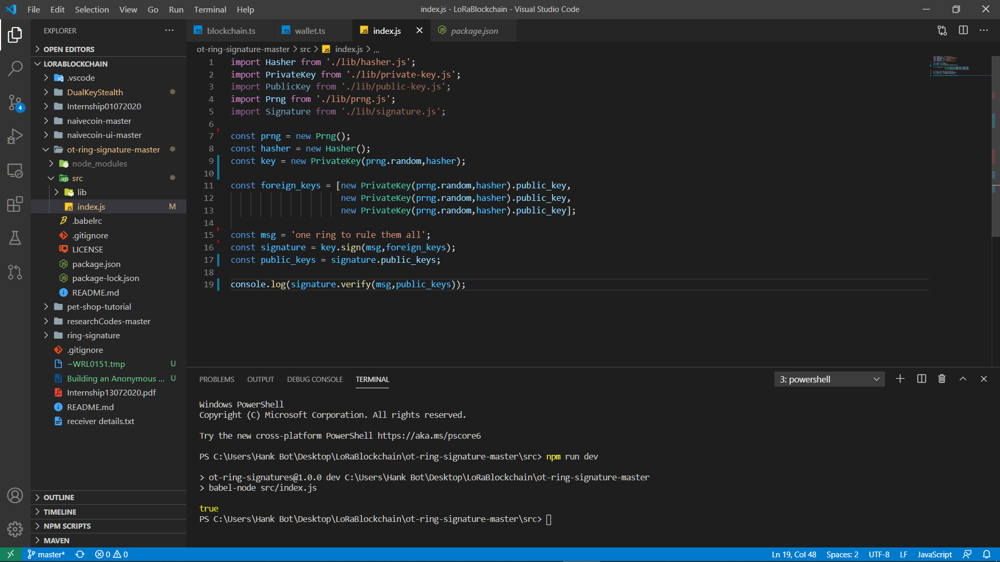 File Edit Selection View Go Run Terminal Help
index.js - LoRaBlockchain - Visual Studio Code
EXPLORER
OPEN EDITORS
LORABLOCKCHAIN
.vscode
DualKeyStealth
Internship01072020
naivecoin-master
naivecoin-ui-master
ot-ring-signature-master
node_modules
src
lib
JS index.js M
.babelrc
.gitignore
LICENSE
package.json
package-lock.json
README.md
pet-shop-tutorial
researchCodes-master
ring-signature
.gitignore
~WRL0151.tmp U
Building an Anonymous ... U
Internship13072020.pdf
README.md
receiver details.txt
OUTLINE
TIMELINE
NPM SCRIPTS
MAVEN
4
TS blockchain.ts
TS wallet.ts
JS index.js
package.json
ot-ring-signature-master > src > JS index.js > ...
1 import Hasher from './lib/hasher.js';
2 import PrivateKey from './lib/private-key.js';
3 import PublicKey from './lib/public-key.js';
4 import Prng from './lib/prng.js';
5 import Signature from './lib/signature.js';
6
7 const prng = new Prng();
8 const hasher = new Hasher();
9 const key = new PrivateKey(prng.random,hasher);
10
11 const foreign_keys = [new PrivateKey(prng.random,hasher).public_key,
12 new PrivateKey(prng.random,hasher).public_key,
13 new PrivateKey(prng.random,hasher).public_key];
14
15 const msg = 'one ring to rule them all';
16 const signature = key.sign(msg,foreign_keys);
17 const public_keys = signature.public_keys;
18
19 console.log(signature.verify(msg,public_keys));
PROBLEMS OUTPUT DEBUG CONSOLE TERMINAL
3: powershell
Windows PowerShell
Copyright (C) Microsoft Corporation. All rights reserved.
Try the new cross-platform PowerShell https://aka.ms/pscore6
PS C:\Users\Hank Bot\Desktop\LoRaBlockchain\ot-ring-signature-master\src> npm run dev
> ot-ring-signatures@1.0.0 dev C:\Users\Hank Bot\Desktop\LoRaBlockchain\ot-ring-signature-master
> babel-node src/index.js
true
PS C:\Users\Hank Bot\Desktop\LoRaBlockchain\ot-ring-signature-master\src>
master* 0 0
Ln 19, Col 48 Spaces: 2 UTF-8 LF JavaScript